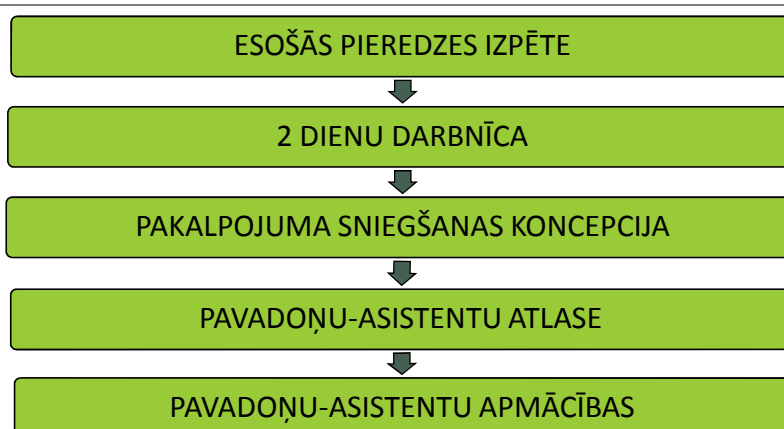 ESOŠĀS PIEREDZES IZPĒTE
2 DIENU DARBNĪCA
PAKALPOJUMA SNIEGŠANAS KONCEPCIJA
PAVADOŅU-ASISTENTU ATLASE
PAVADOŅU-ASISTENTU APMĀCĪBAS